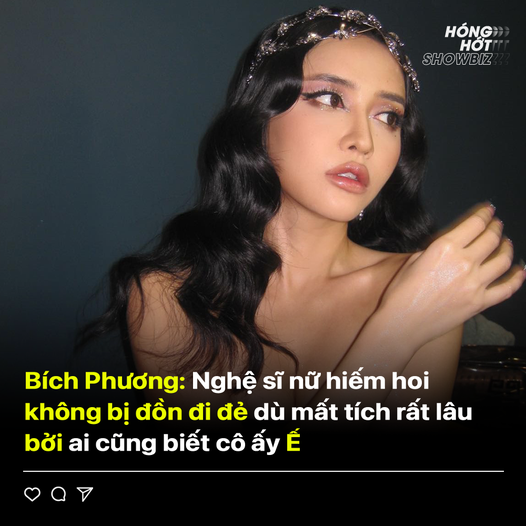 HÓNG
HỚT
SHOWBIZ
Bích Phương: Nghệ sĩ nữ hiếm hoi
không bị đồn đi đẻ dù mất tích rất lâu
bởi ai cũng biết cô ấy Ế